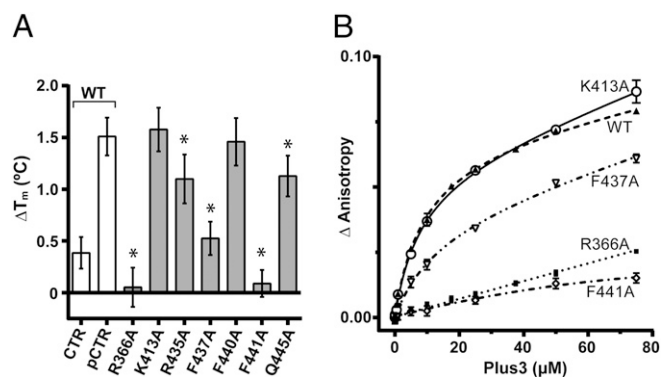 A
B
WT
2.0
1.5
1.0
0.5
0
ΔTm (ºC)
* * * * *
CTR pCTR R366A K413A R435A F437A F440A F441A Q445A
0.10
0.00
Δ Anisotropy
K413A
WT
F437A
R366A
F441A
0 20 40 60 80
Plus3 (µM)